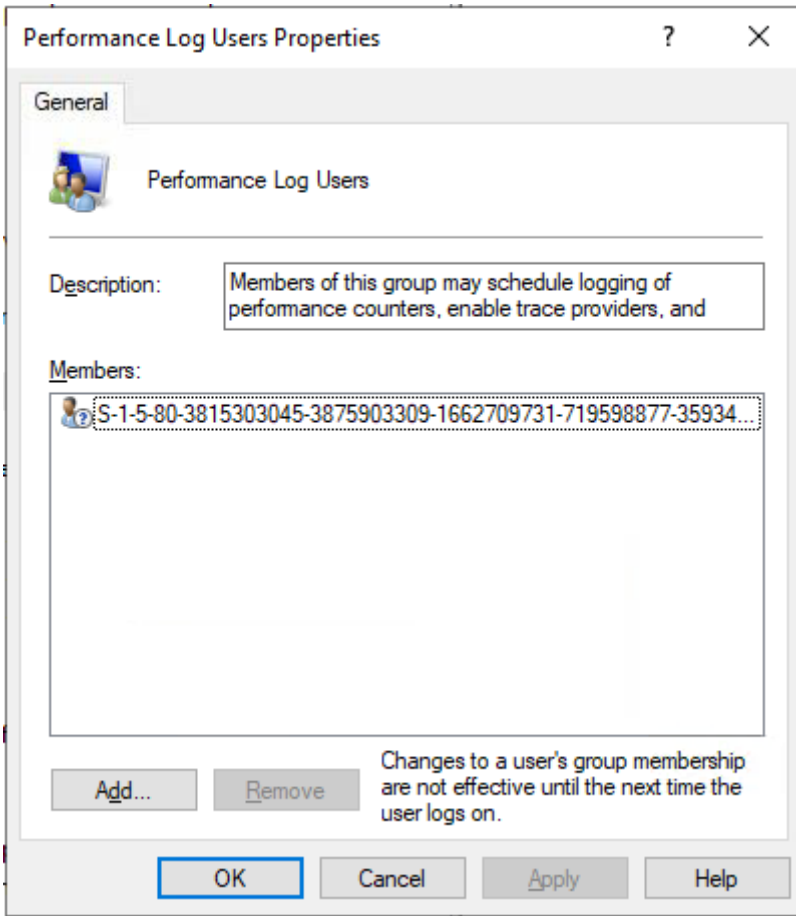 Performance Log Users Properties
?
General
Performance Log Users
Description:
Members of this group may schedule logging of
performance counters, enable trace providers, and
Members:
S-1-5-80-3815303045-3875903309-1662709731-719598877-35934...
Add...
Remove
Changes to a user's group membership
are not effective until the next time the
user logs on.
OK
Cancel
Apply
Help